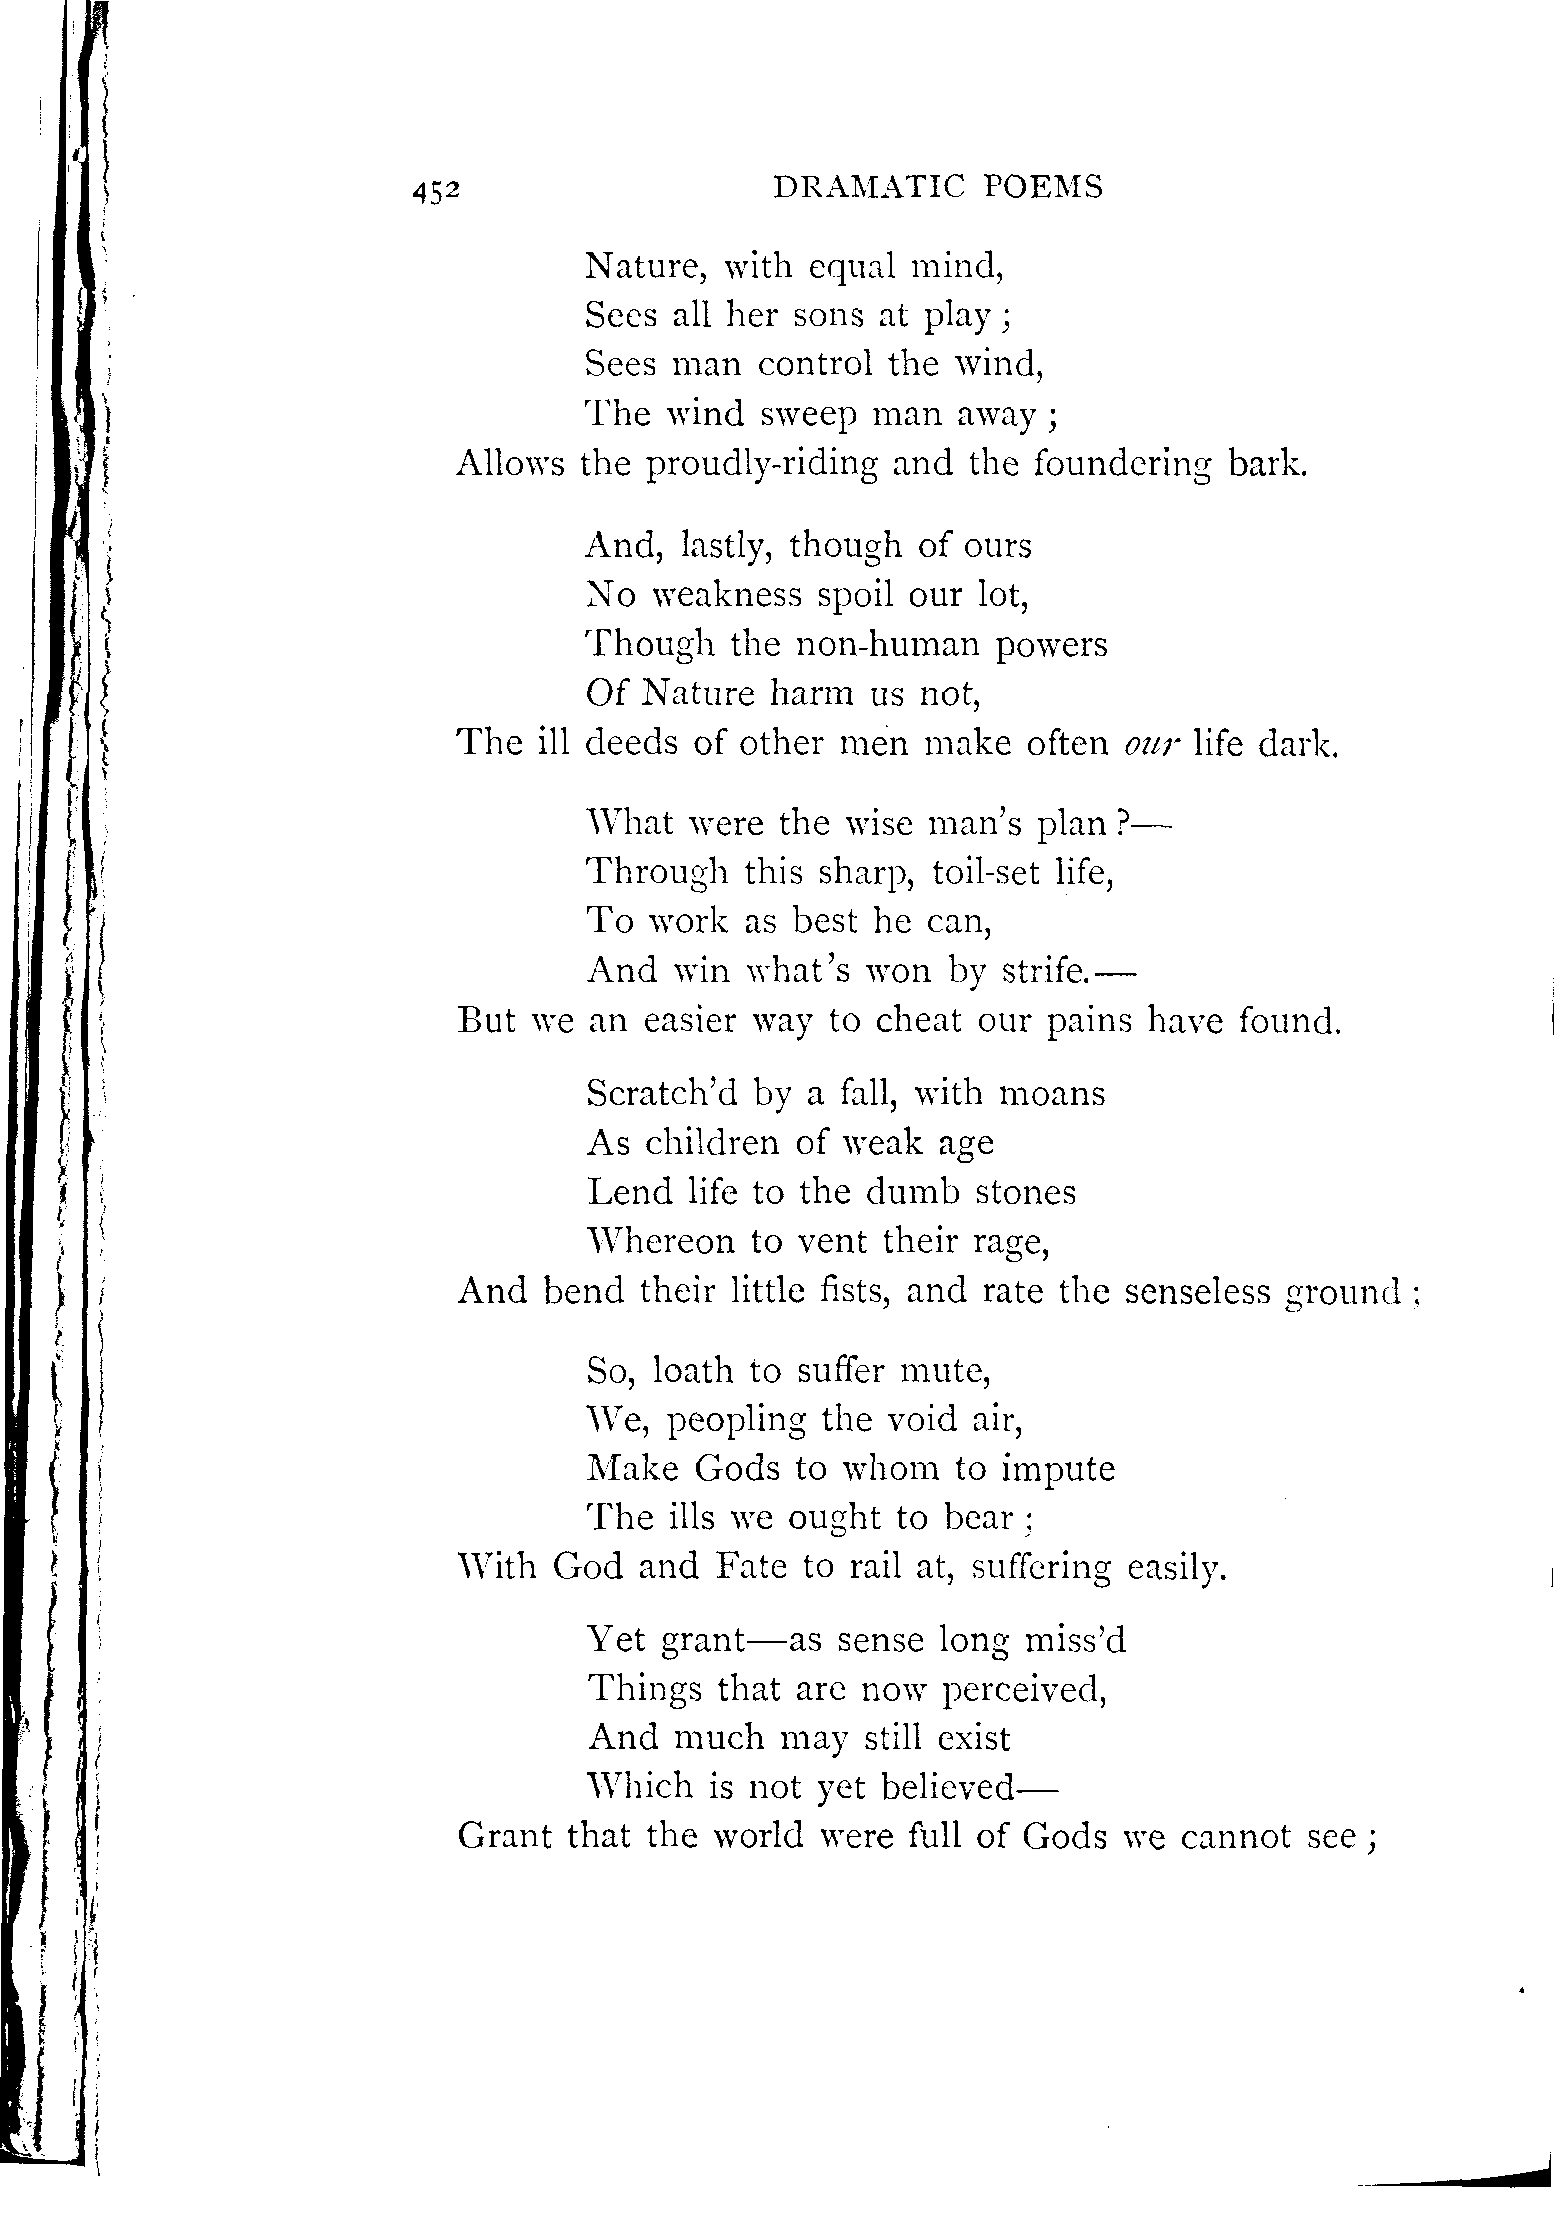 452 DRAMATIC POEMS
Nature, with equal mind,
Sees all her sons at play ;
Sees man control the wind,
The wind sweep man away ;
Allows the proudly-riding and the foundering bark.
And, lastly, though of ours
No weakness spoil our lot,
Though the non-human powers
Of Nature harm us not,
The ill deeds of other men make often our life dark.
What were the wise man's plan ?—
Through this sharp, toil-set life,
To work as best he can,
And win what's won by strife.—
But we an easier way to cheat our pains have found.
Scratch'd by a fall, with moans
As children of weak age
Lend life to the dumb stones
Whereon to vent their rage,
And bend their little fists, and rate the senseless ground ;
So, loath to suffer mute,
We, peopling the void air,
Make Gods to whom to impute
The ills we ought to bear ;
With God and Fate to rail at, suffering easily.
Yet grant—as sense long miss'd
Things that are now perceived,
And much may still exist
Which is not yet believed—
Grant that the world were full of Gods we cannot see ;